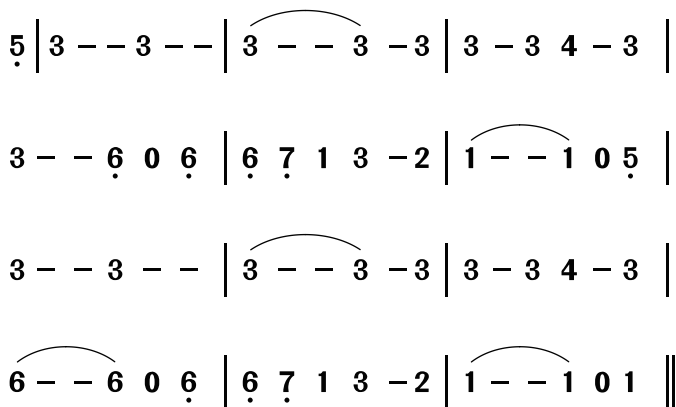 5̣ | 3 – – 3 – – | 3 – – 3 – 3 | 3 – 3 4 – 3 |
3 – – 6̣ 0 6̣ | 6̣ 7̣ 1 3 – 2 | 1 – – 1 0 5̣ |
3 – – 3 – – | 3 – – 3 – 3 | 3 – 3 4 – 3 |
6 – – 6 0 6̣ | 6̣ 7̣ 1 3 – 2 | 1 – – 1 0 1 ||